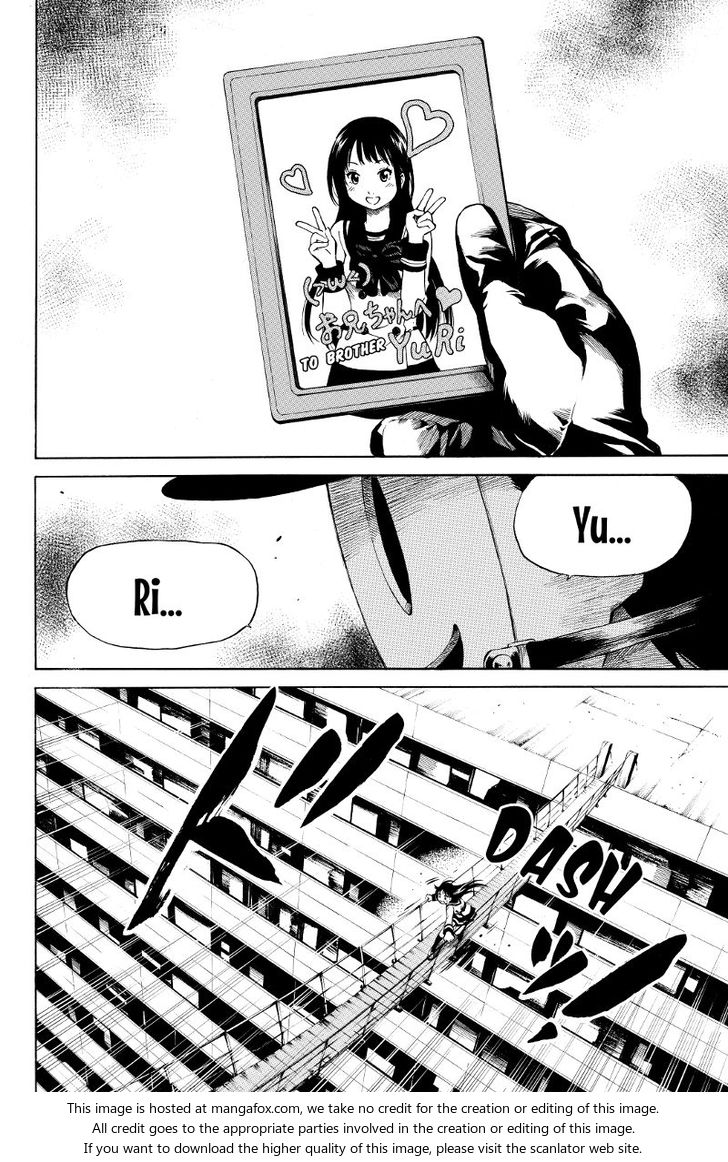 (>ω<)
お兄ちゃんへ♥
TO BROTHER YuRi
Yu...
Ri...
ドドッ
DASH
This image is hosted at mangafox.com, we take no credit for the creation or editing of this image.
All credit goes to the appropriate parties involved in the creation or editing of this image.
If you want to download the higher quality of this image, please visit the scanlator web site.